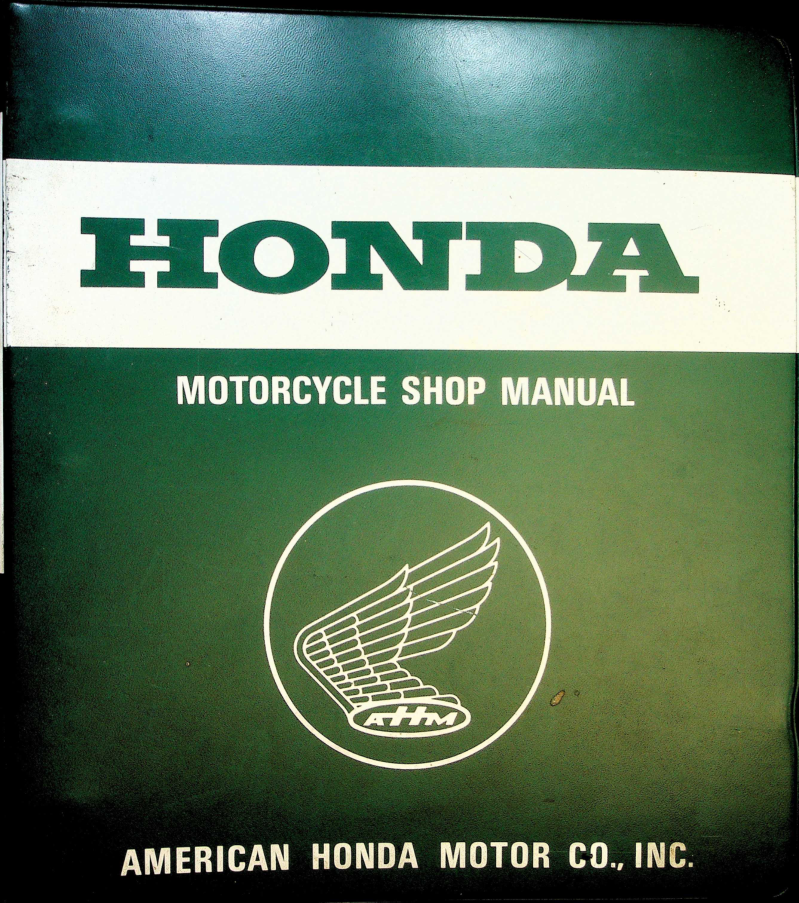 HONDA
MOTORCYCLE SHOP MANUAL
AHM
AMERICAN HONDA MOTOR CO., INC.